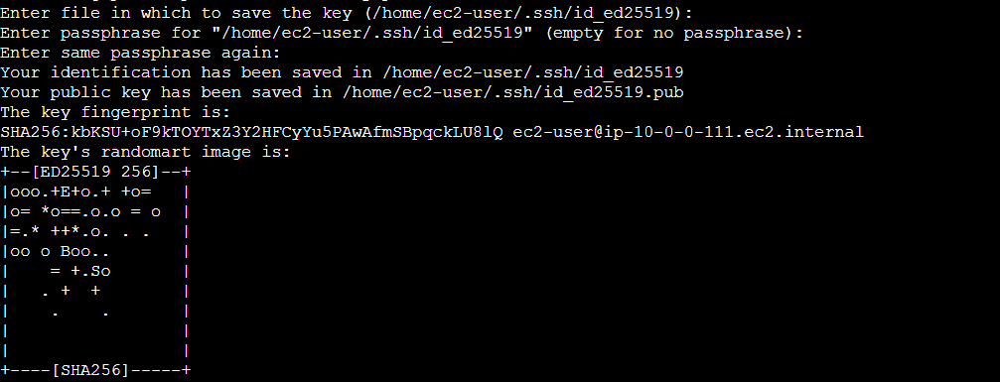 Enter file in which to save the key (/home/ec2-user/.ssh/id_ed25519):
Enter passphrase for "/home/ec2-user/.ssh/id_ed25519" (empty for no passphrase):
Enter same passphrase again:
Your identification has been saved in /home/ec2-user/.ssh/id_ed25519
Your public key has been saved in /home/ec2-user/.ssh/id_ed25519.pub
The key fingerprint is:
SHA256:kbKSU+oF9kTOYTxZ3Y2HFCyYu5PAwAfmSBpqckLU8lQ ec2-user@ip-10-0-0-111.ec2.internal
The key's randomart image is:
+--[ED25519 256]--+
|ooo.+E+o.+ +o=   |
|o= *o==.o.o = o  |
|=.* ++*.o. . .   |
|oo o Boo..       |
|    = +.So       |
|   . +  +        |
|    .    .       |
|                 |
|                 |
+----[SHA256]-----+